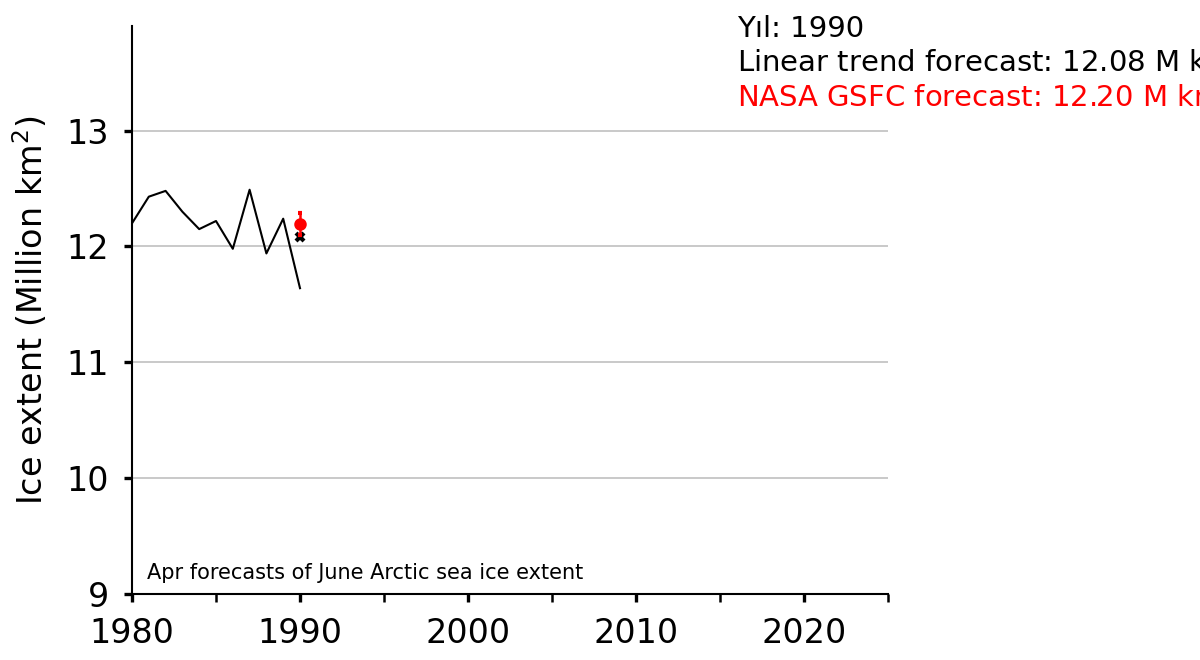 Yıl: 1990
Linear trend forecast: 12.08 M k
NASA GSFC forecast: 12.20 M kr
Ice extent (Million km²)
13
12
11
10
9
Apr forecasts of June Arctic sea ice extent
1980 1990 2000 2010 2020